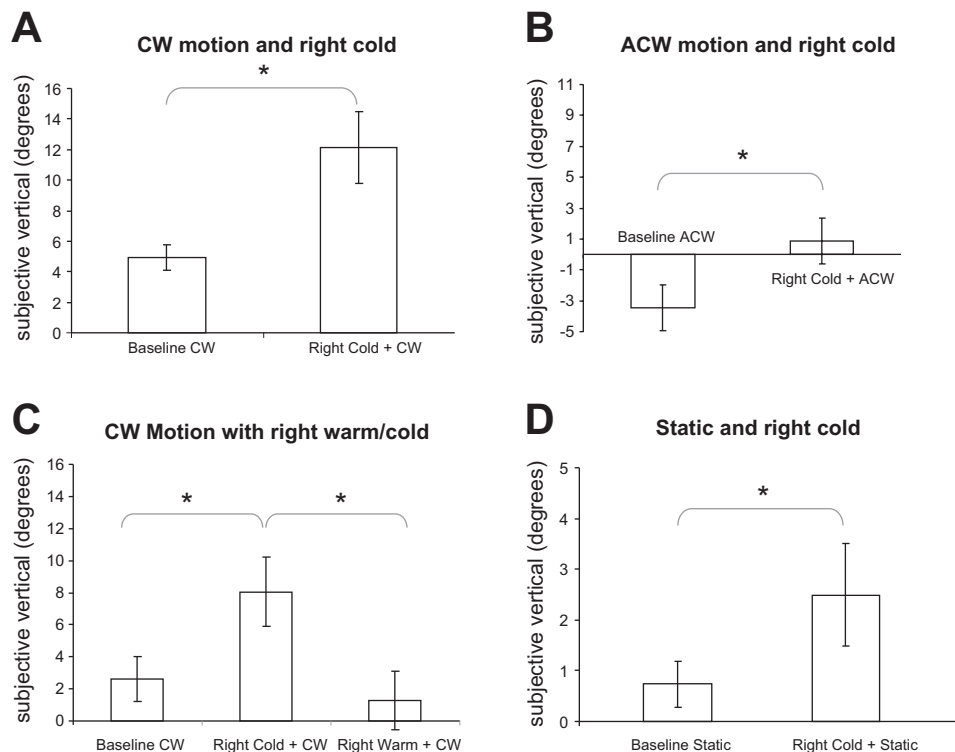 A
CW motion and right cold
subjective vertical (degrees)
16
14
12
10
8
6
4
2
0
*
Baseline CW
Right Cold + CW
B
ACW motion and right cold
subjective vertical (degrees)
11
9
7
5
3
1
-1
-3
-5
*
Baseline ACW
Right Cold + ACW
C
CW Motion with right warm/cold
subjective vertical (degrees)
16
14
12
10
8
6
4
2
0
*
*
Baseline CW
Right Cold + CW
Right Warm + CW
D
Static and right cold
subjective vertical (degrees)
5
4
3
2
1
0
*
Baseline Static
Right Cold + Static